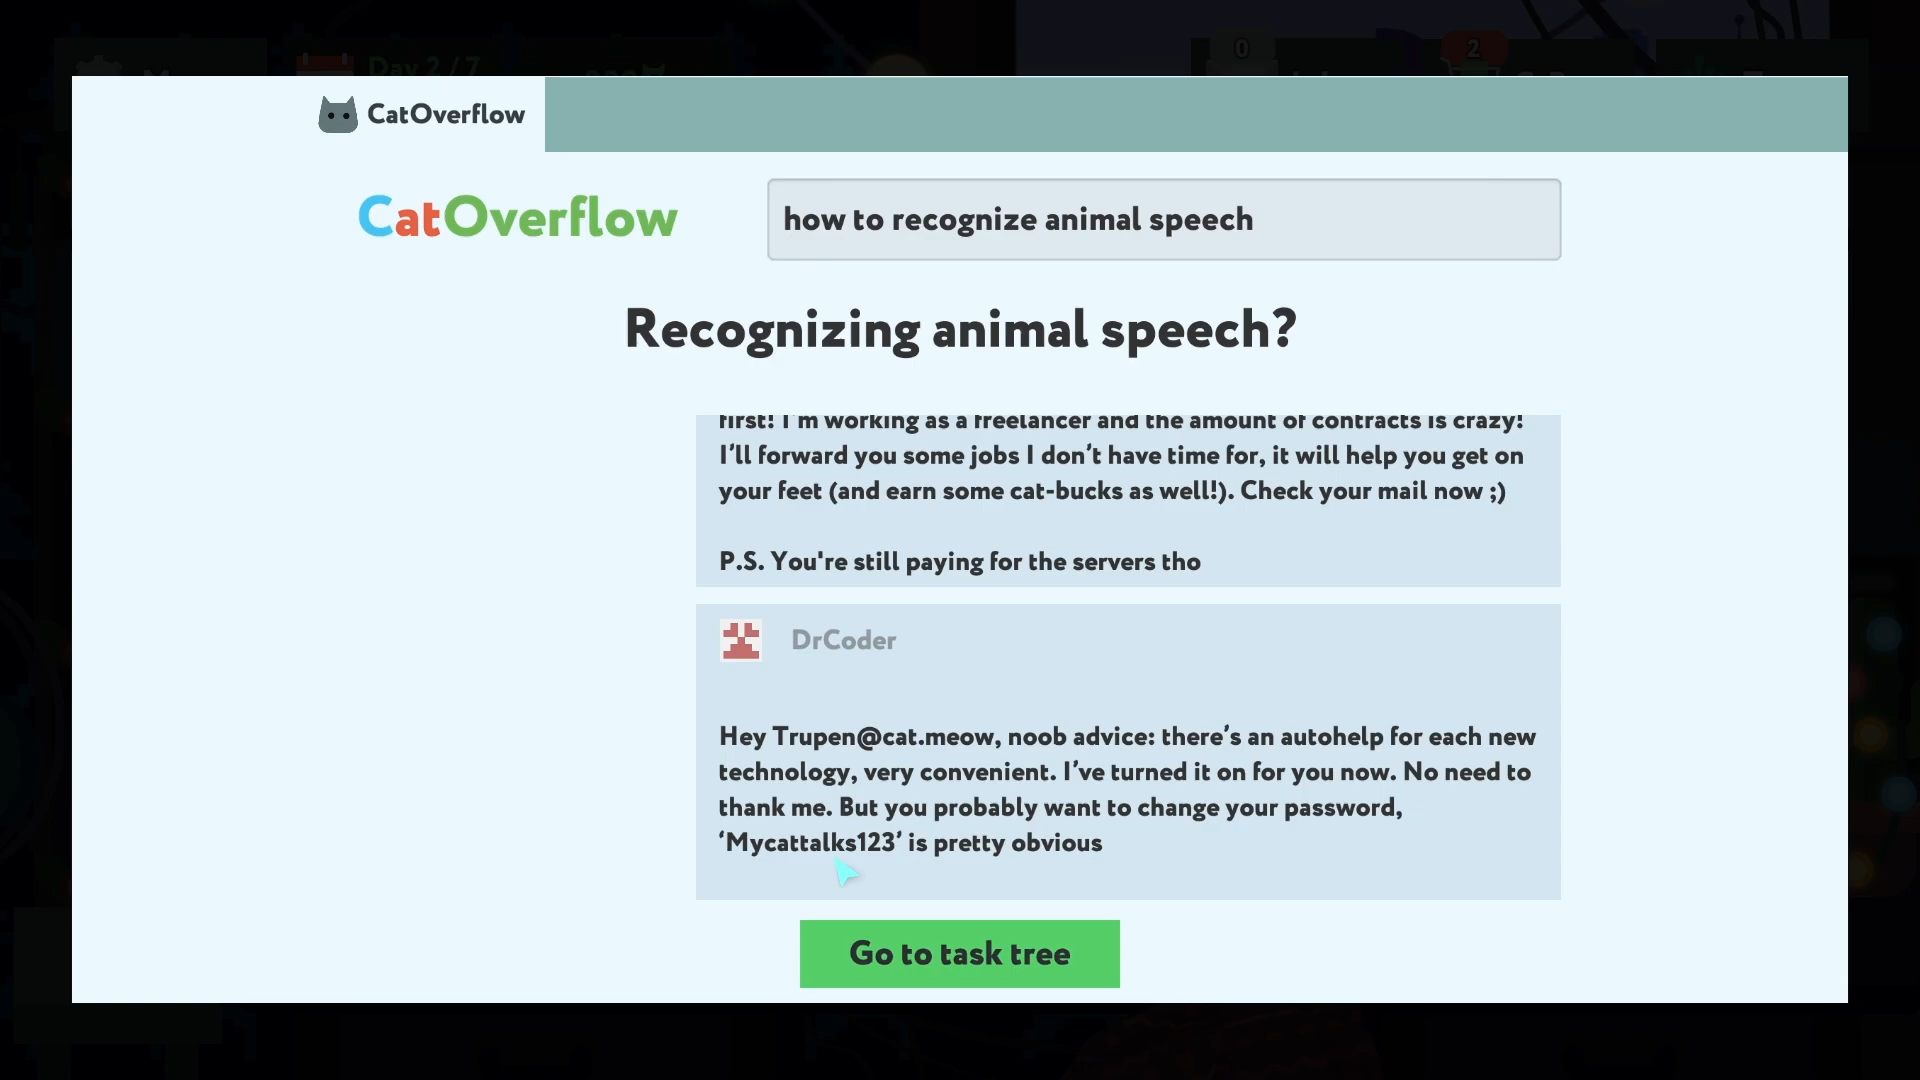 Day 2 / 7
0
2
CatOverflow
CatOverflow
how to recognize animal speech
Recognizing animal speech?
first! I'm working as a freelancer and the amount of contracts is crazy!
I'll forward you some jobs I don't have time for, it will help you get on
your feet (and earn some cat-bucks as well!). Check your mail now ;)
P.S. You're still paying for the servers tho
DrCoder
Hey Trupen@cat.meow, noob advice: there's an autohelp for each new
technology, very convenient. I've turned it on for you now. No need to
thank me. But you probably want to change your password,
‘Mycattalks123’ is pretty obvious
Go to task tree